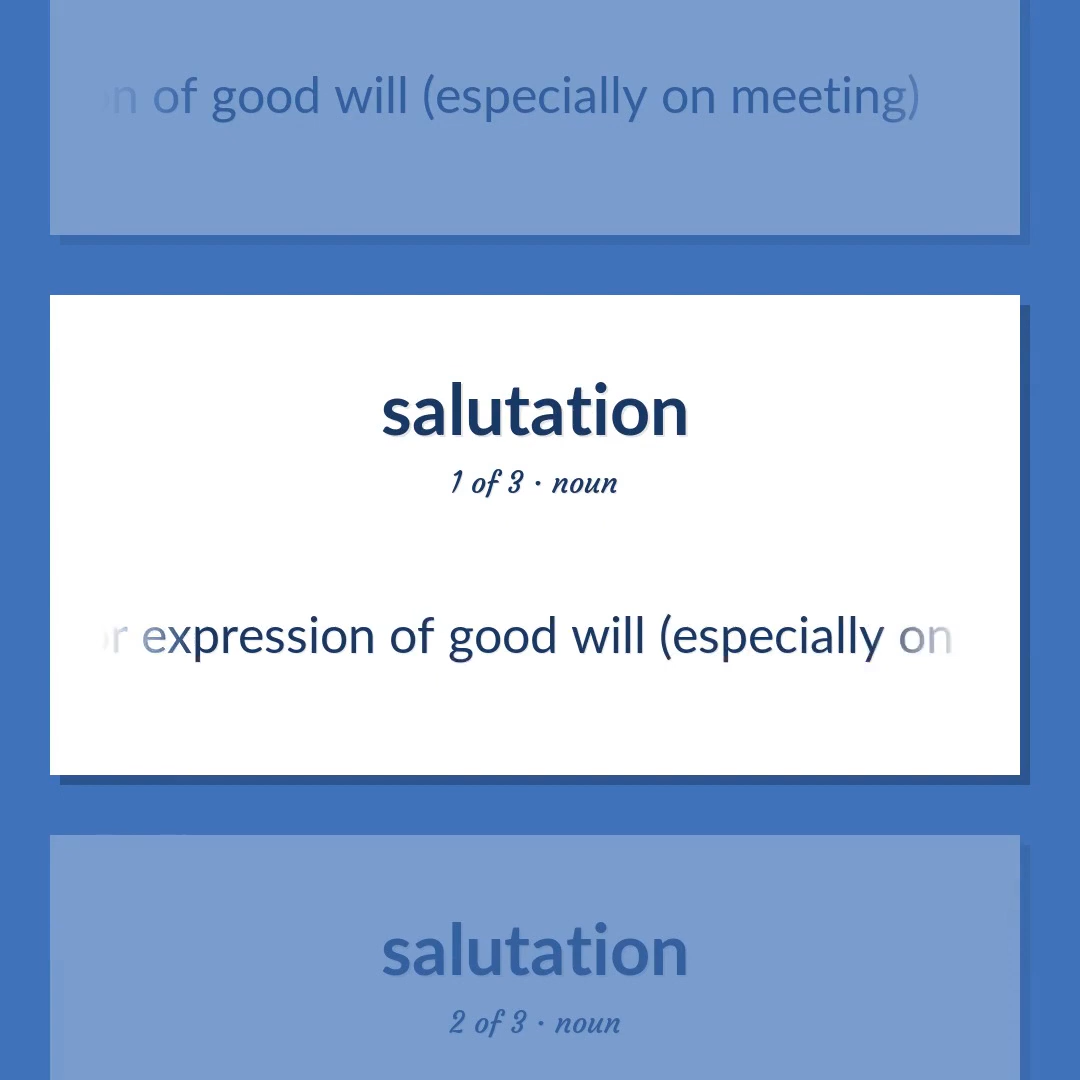 of good will (especially on meeting)
salutation
1 of 3 · noun
expression of good will (especially on
salutation
2 of 3 · noun